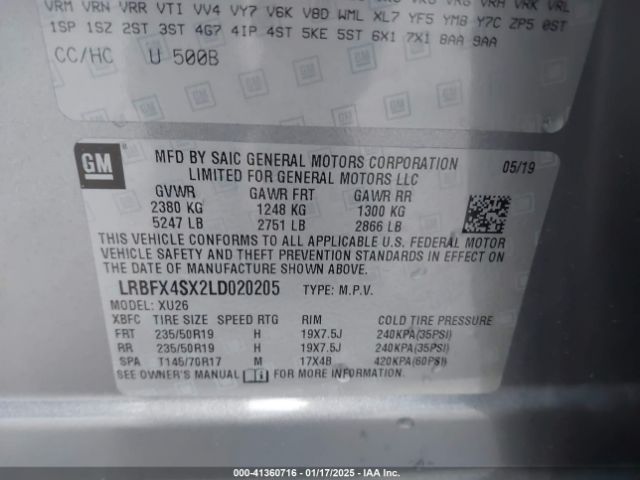 VRM VRN VRR VTI VV4 VY7 V6K V8D WML XL7 YF5 YM8 Y7C ZP5 0ST
1SP 1SZ 2ST 3ST 4G7 4IP 4ST 5KE 5ST 6X1 7X1 8AA 9AA
CC/HC U 500B
GM
MFD BY SAIC GENERAL MOTORS CORPORATION 05/19
LIMITED FOR GENERAL MOTORS LLC
GVWR GAWR FRT GAWR RR
2380 KG 1248 KG 1300 KG
5247 LB 2751 LB 2866 LB
THIS VEHICLE CONFORMS TO ALL APPLICABLE U.S. FEDERAL MOTOR
VEHICLE SAFETY AND THEFT PREVENTION STANDARDS IN EFFECT ON
THE DATE OF MANUFACTURE SHOWN ABOVE.
LRBFX4SX2LD020205 TYPE: M.P.V.
MODEL: XU26
XBFC TIRE SIZE SPEED RTG RIM COLD TIRE PRESSURE
FRT 235/50R19 H 19X7.5J 240KPA(35PSI)
RR 235/50R19 H 19X7.5J 240KPA(35PSI)
SPA T145/70R17 M 17X4B 420KPA(60PSI)
SEE OWNER'S MANUAL FOR MORE INFORMATION
000-41360716 — 01/17/2025 — IAA Inc.